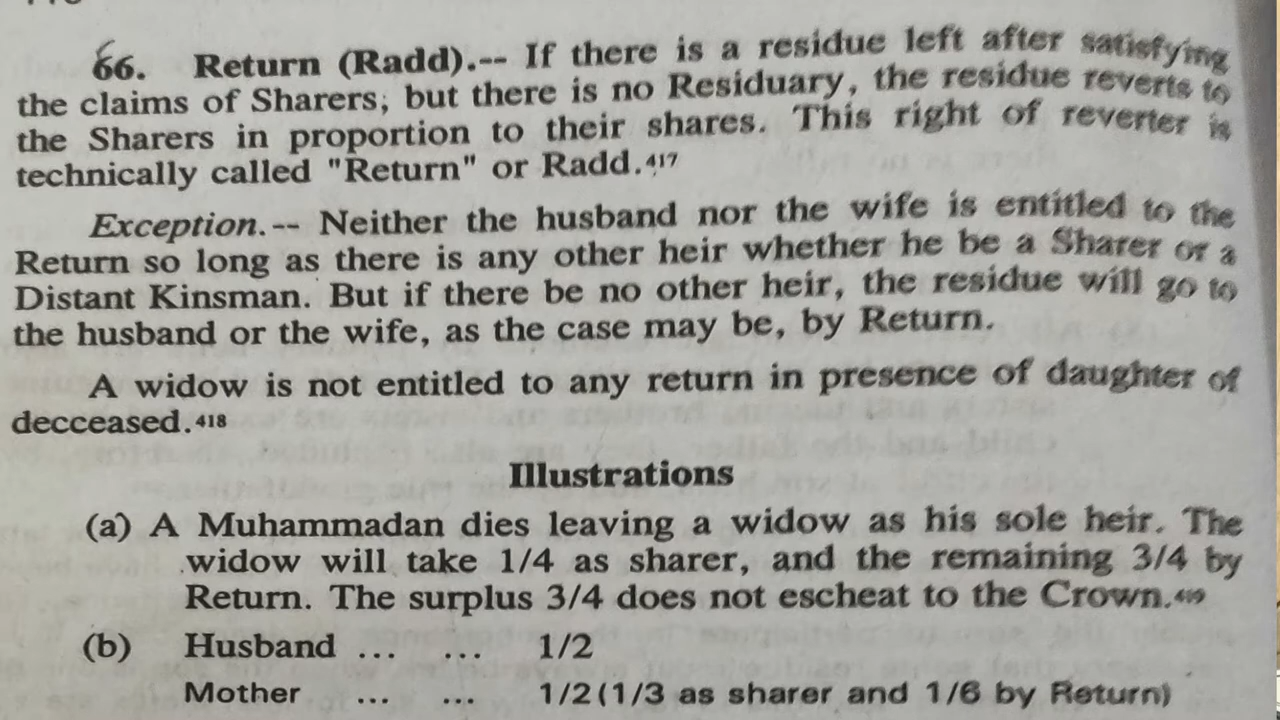 66. Return (Radd).-- If there is a residue left after satisfying
the claims of Sharers; but there is no Residuary, the residue reverts to
the Sharers in proportion to their shares. This right of reverter is
technically called "Return" or Radd.417
Exception.-- Neither the husband nor the wife is entitled to the
Return so long as there is any other heir whether he be a Sharer or a
Distant Kinsman. But if there be no other heir, the residue will go to
the husband or the wife, as the case may be, by Return.
A widow is not entitled to any return in presence of daughter of
decceased.418
Illustrations
(a) A Muhammadan dies leaving a widow as his sole heir. The
widow will take 1/4 as sharer, and the remaining 3/4 by
Return. The surplus 3/4 does not escheat to the Crown.419
(b) Husband ... ... 1/2
Mother ... ... 1/2 (1/3 as sharer and 1/6 by Return)